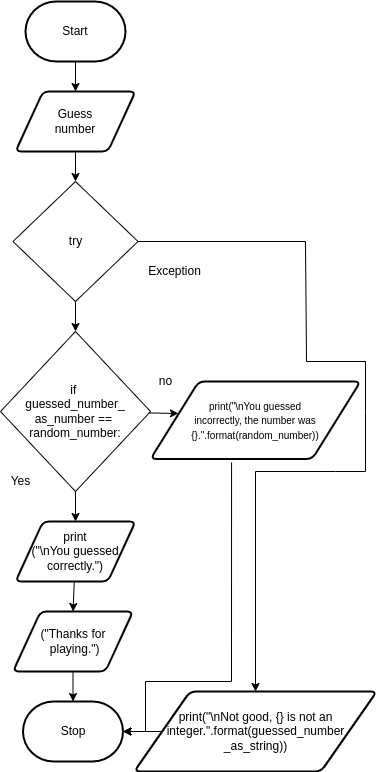 Start
Guess
number
try
Exception
if
guessed_number_
as_number ==
random_number:
no
print("\nYou guessed
incorrectly, the number was
{}.".format(random_number))
Yes
print
("\nYou guessed
correctly.")
("Thanks for
playing.")
Stop
print("\nNot good, {} is not an
integer.".format(guessed_number
_as_string))